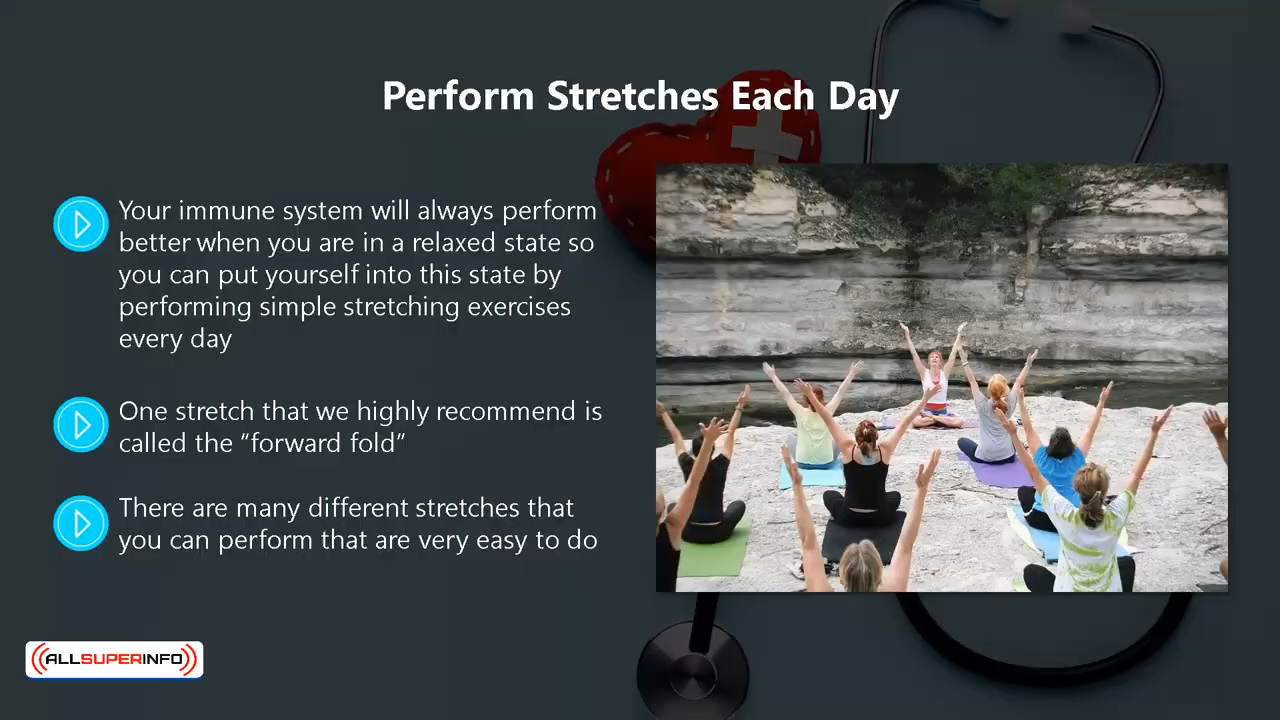 Perform Stretches Each Day
Your immune system will always perform
better when you are in a relaxed state so
you can put yourself into this state by
performing simple stretching exercises
every day
One stretch that we highly recommend is
called the “forward fold”
There are many different stretches that
you can perform that are very easy to do
ALLSUPERINFO